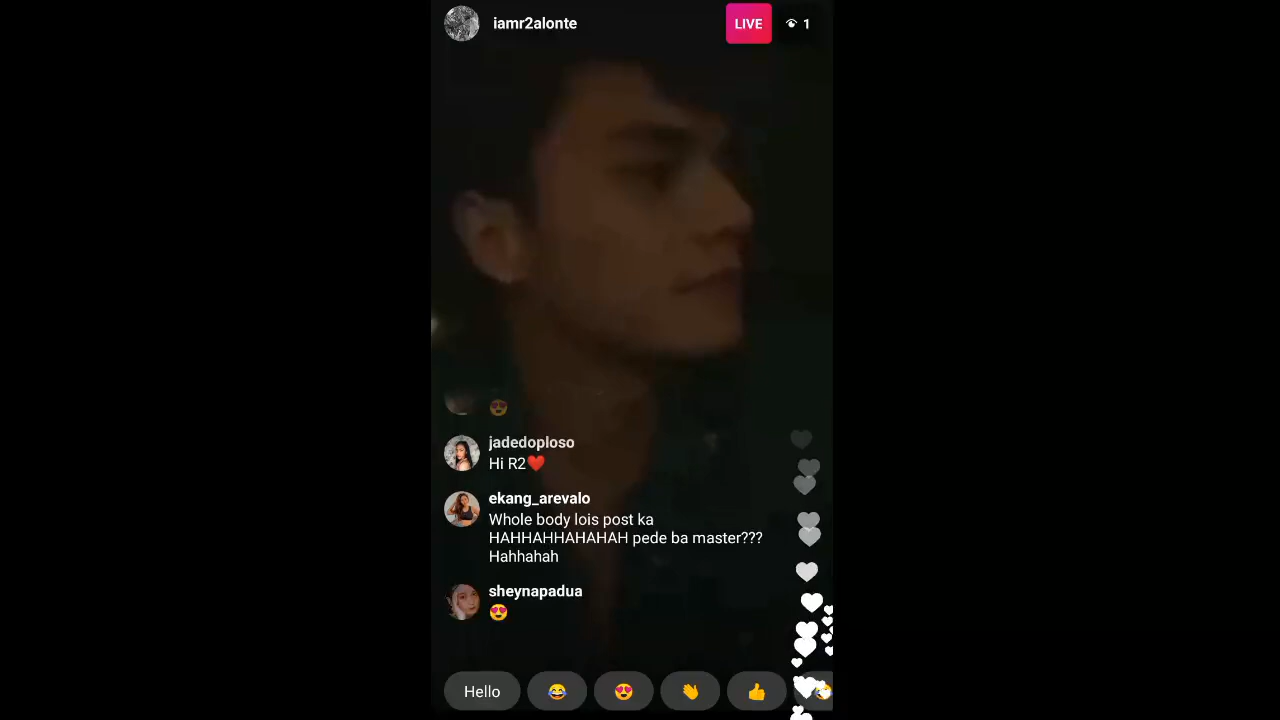 iamr2alonte
LIVE
1
😍
jadedoploso
Hi R2❤️
ekang_arevalo
Whole body lois post ka
HAHHAHHAHAHAH pede ba master???
Hahhahah
sheynapadua
😍
Hello 😂 😍 👏 👍